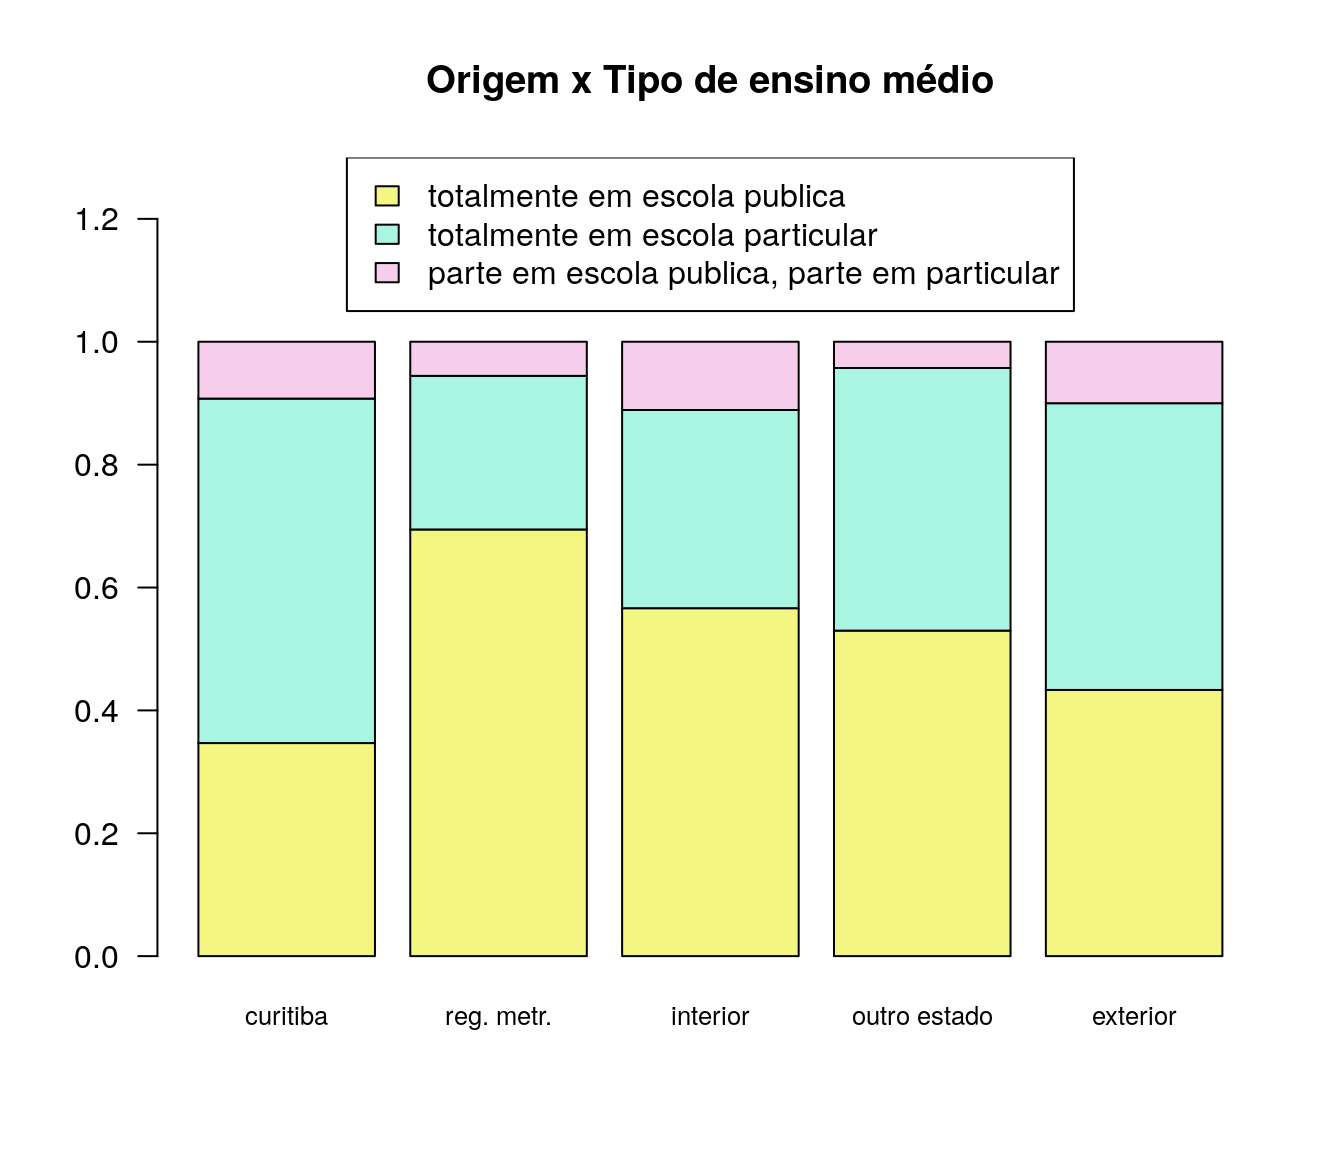 Origem x Tipo de ensino médio
totalmente em escola publica
totalmente em escola particular
parte em escola publica, parte em particular
1.2
1.0
0.8
0.6
0.4
0.2
0.0
curitiba reg. metr. interior outro estado exterior